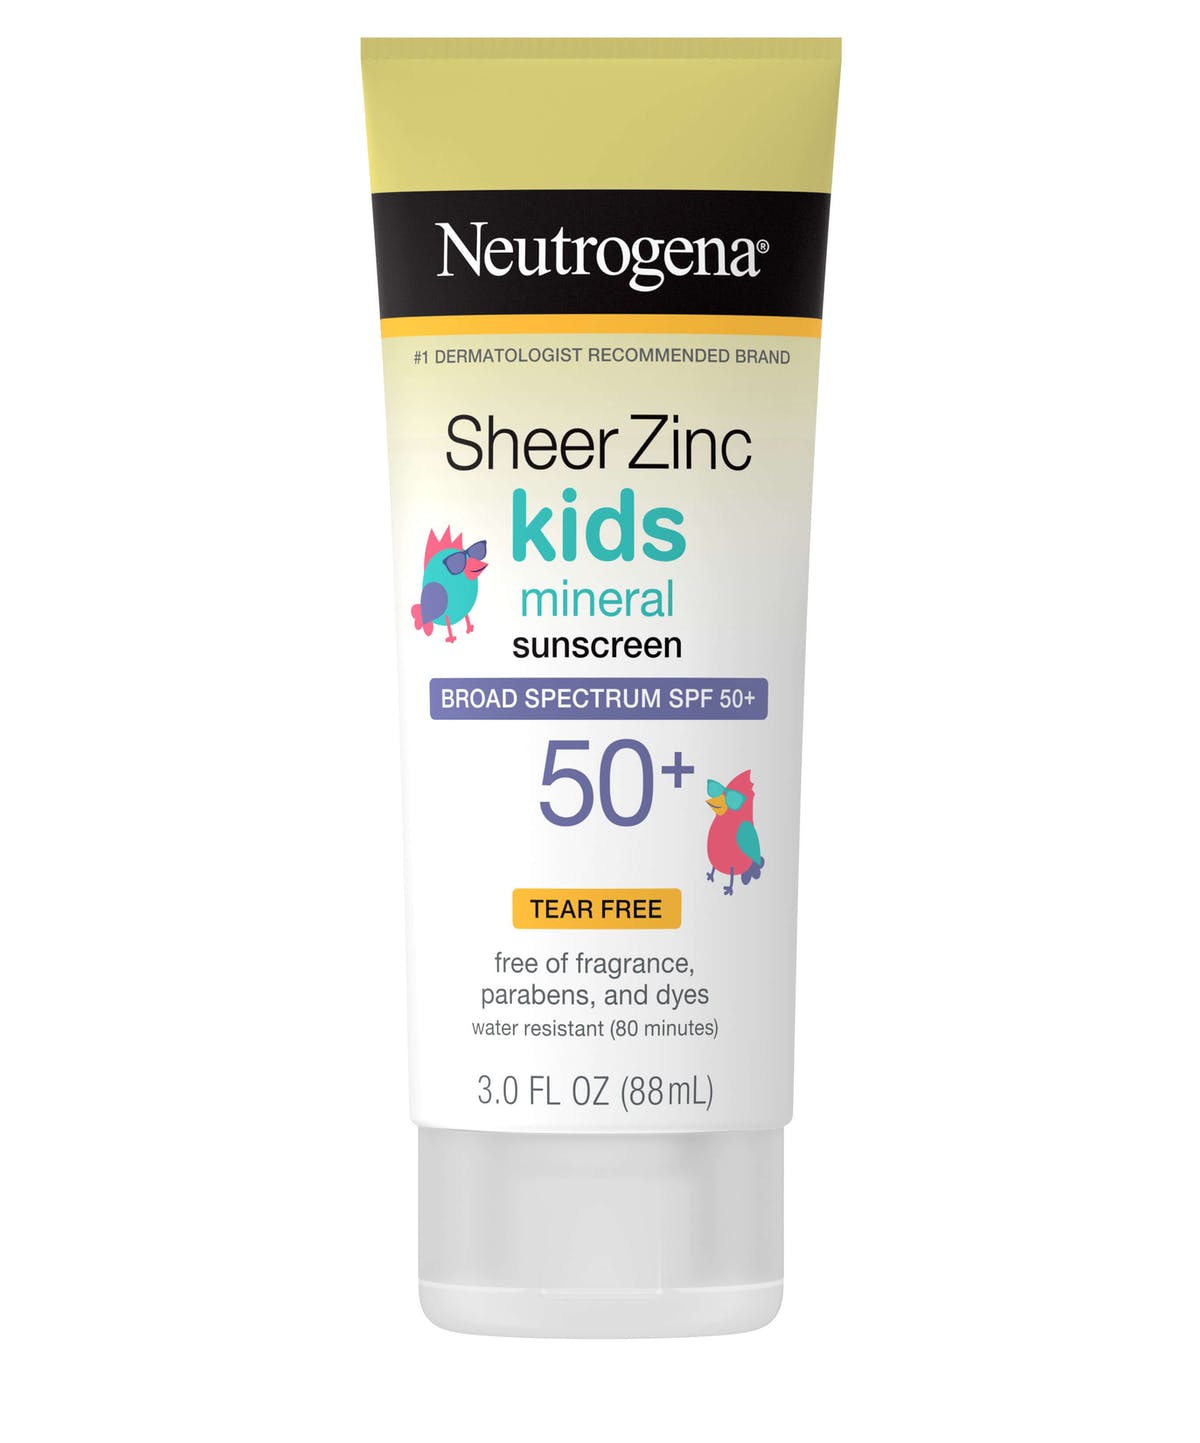 Neutrogena®
#1 DERMATOLOGIST RECOMMENDED BRAND
Sheer Zinc
kids
mineral
sunscreen
BROAD SPECTRUM SPF 50+
50+
TEAR FREE
free of fragrance,
parabens, and dyes
water resistant (80 minutes)
3.0 FL OZ (88mL)